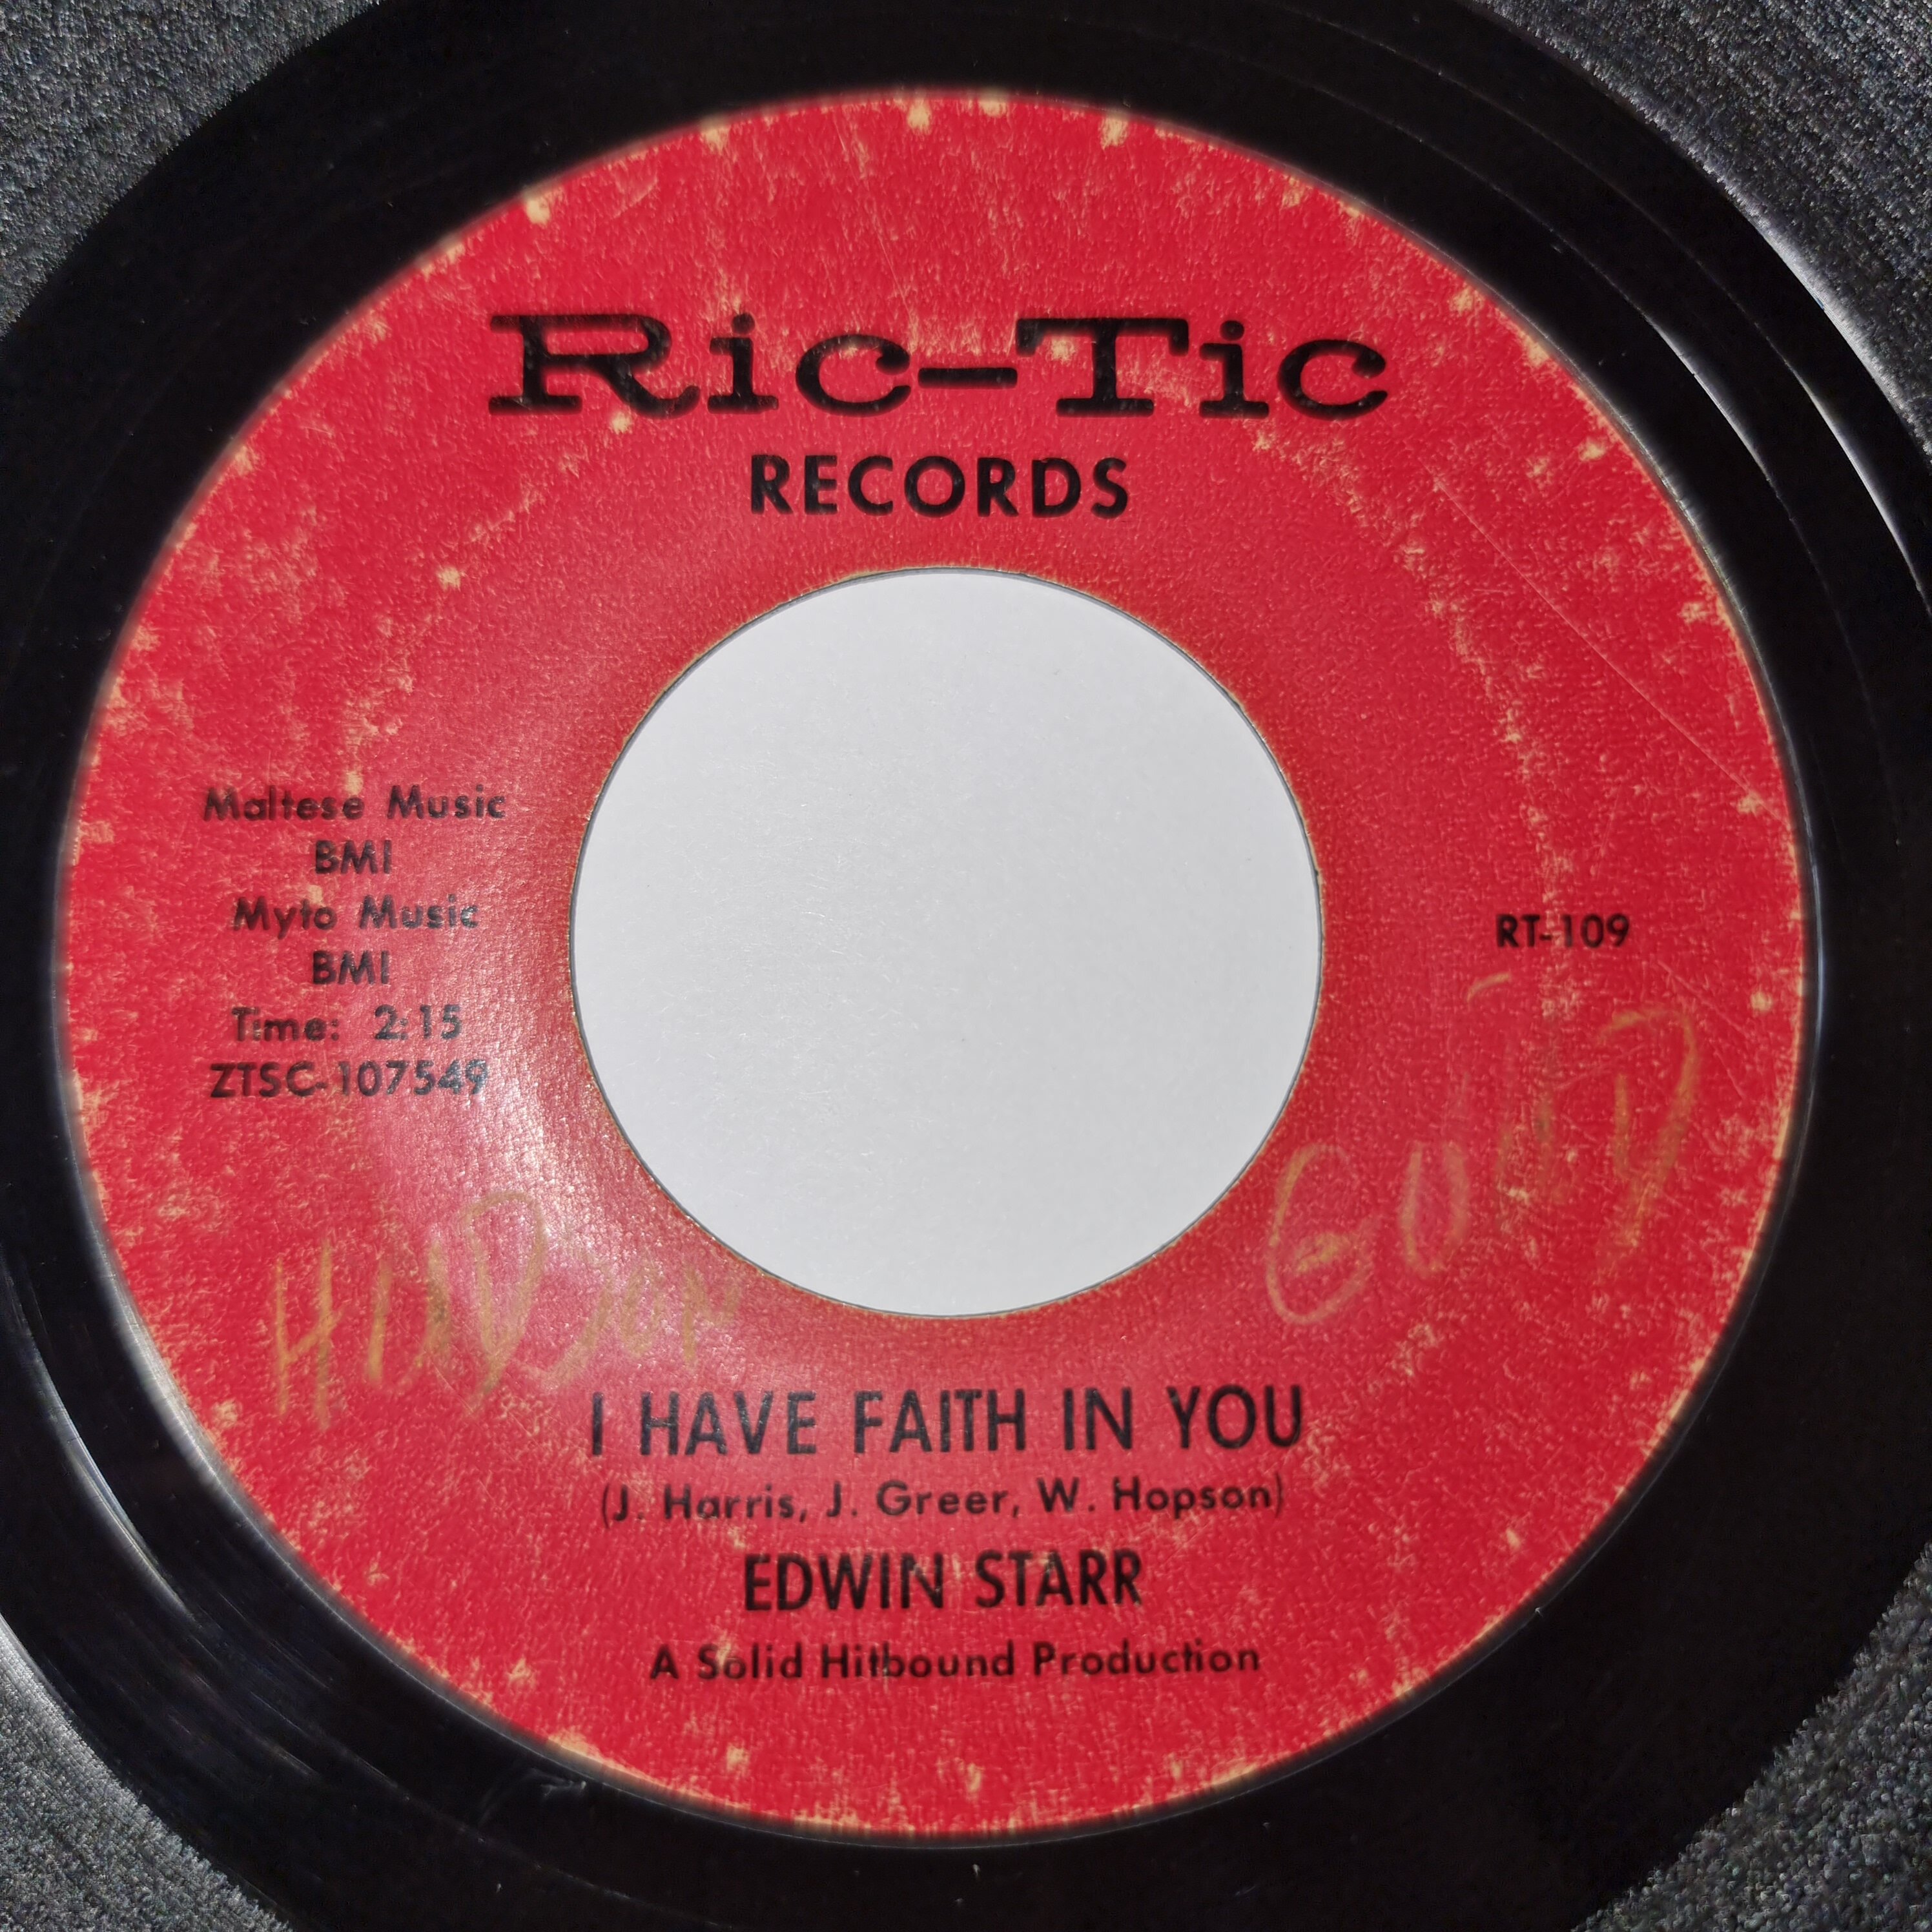 Ric-Tic
RECORDS
Maltese Music
BMI
Myto Music
BMI
Time: 2:15
ZTSC-107549
RT-109
GOOD
I HAVE FAITH IN YOU
(J. Harris, J. Greer, W. Hopson)
EDWIN STARR
A Solid Hitbound Production